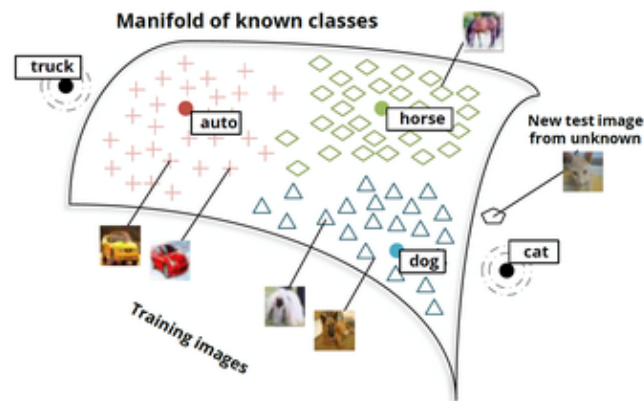 Manifold of known classes
truck
auto
horse
New test image
from unknown
dog
cat
Training images